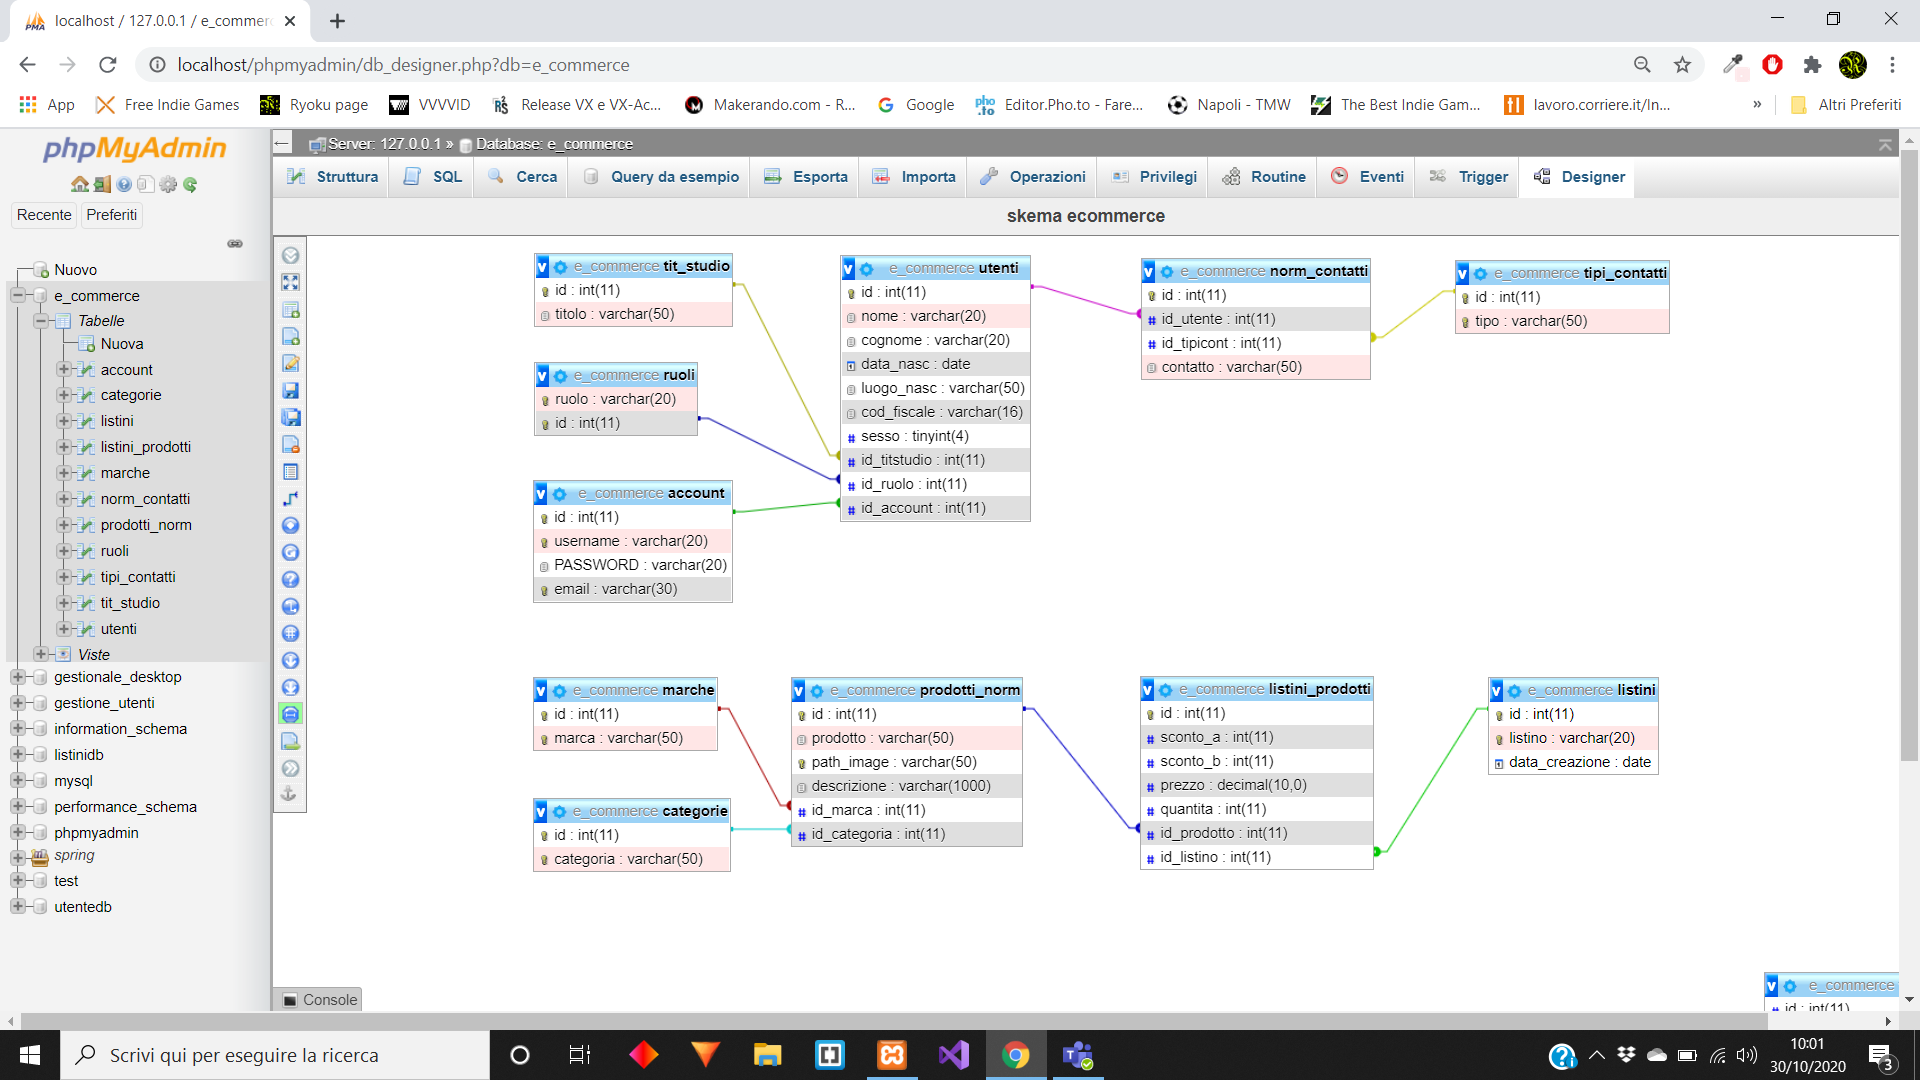 localhost / 127.0.0.1 / e_commer
localhost/phpmyadmin/db_designer.php?db=e_commerce
App
Free Indie Games
Ryoku page
VVVVID
Release VX e VX-Ac...
Makerando.com - R...
Google
Editor.Pho.to - Fare...
Napoli - TMW
The Best Indie Gam...
lavoro.corriere.it/In...
»
Altri Preferiti
phpMyAdmin
Recente
Preferiti
Nuovo
e_commerce
Tabelle
Nuova
account
categorie
listini
listini_prodotti
marche
norm_contatti
prodotti_norm
ruoli
tipi_contatti
tit_studio
utenti
Viste
gestionale_desktop
gestione_utenti
information_schema
listinidb
mysql
performance_schema
phpmyadmin
spring
test
utentedb
Server: 127.0.0.1 » Database: e_commerce
Struttura
SQL
Cerca
Query da esempio
Esporta
Importa
Operazioni
Privilegi
Routine
Eventi
Trigger
Designer
skema ecommerce
e_commerce tit_studio
id : int(11)
titolo : varchar(50)
e_commerce ruoli
ruolo : varchar(20)
id : int(11)
e_commerce account
id : int(11)
username : varchar(20)
PASSWORD : varchar(20)
email : varchar(30)
e_commerce utenti
id : int(11)
nome : varchar(20)
cognome : varchar(20)
data_nasc : date
luogo_nasc : varchar(50)
cod_fiscale : varchar(16)
sesso : tinyint(4)
id_titstudio : int(11)
id_ruolo : int(11)
id_account : int(11)
e_commerce norm_contatti
id : int(11)
id_utente : int(11)
id_tipicont : int(11)
contatto : varchar(50)
e_commerce tipi_contatti
id : int(11)
tipo : varchar(50)
e_commerce marche
id : int(11)
marca : varchar(50)
e_commerce categorie
id : int(11)
categoria : varchar(50)
e_commerce prodotti_norm
id : int(11)
prodotto : varchar(50)
path_image : varchar(50)
descrizione : varchar(1000)
id_marca : int(11)
id_categoria : int(11)
e_commerce listini_prodotti
id : int(11)
sconto_a : int(11)
sconto_b : int(11)
prezzo : decimal(10,0)
quantita : int(11)
id_prodotto : int(11)
id_listino : int(11)
e_commerce listini
id : int(11)
listino : varchar(20)
data_creazione : date
e_commerce
id : int(11)
Console
Scrivi qui per eseguire la ricerca
10:01
30/10/2020
3